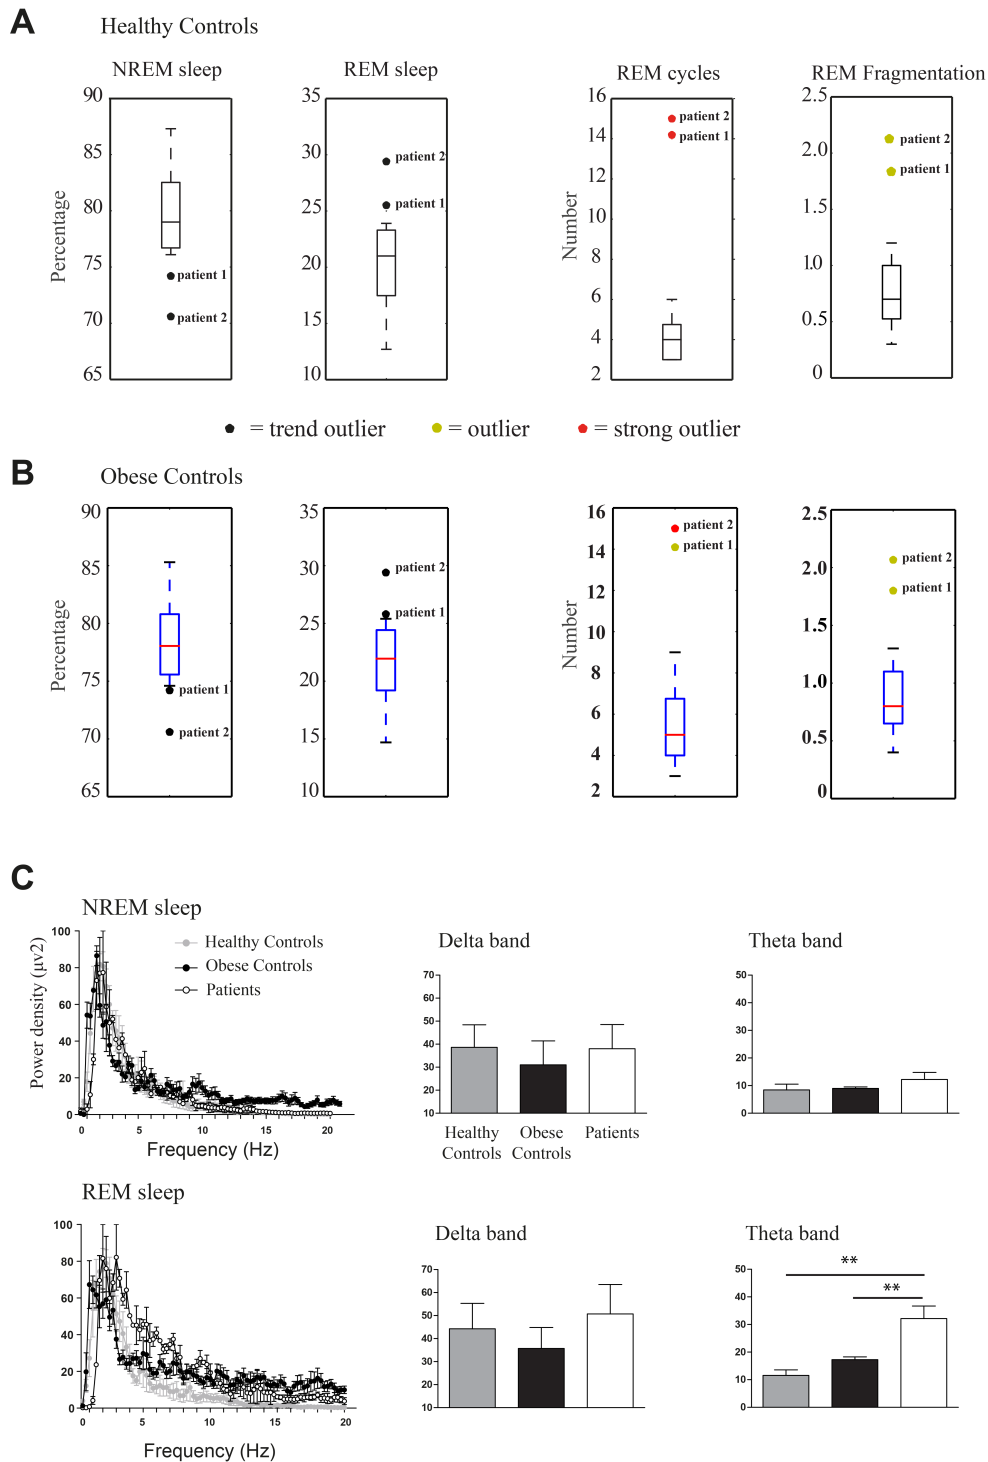 A
Healthy Controls
NREM sleep
REM sleep
REM cycles
REM Fragmentation
Percentage
90
85
80
75
70
65
patient 1
patient 2
35
30
25
20
15
10
patient 2
patient 1
Number
16
14
12
10
8
6
4
2
patient 2
patient 1
2.5
2.0
1.5
1.0
0.5
0
patient 2
patient 1
= trend outlier
= outlier
= strong outlier
B
Obese Controls
Percentage
90
85
80
75
70
65
patient 1
patient 2
35
30
25
20
15
10
patient 2
patient 1
Number
16
14
12
10
8
6
4
2
patient 2
patient 1
2.5
2.0
1.5
1.0
0.5
0
patient 2
patient 1
C
NREM sleep
Power density (μv2)
100
80
60
40
20
0
0 5 10 15 20
Frequency (Hz)
Healthy Controls
Obese Controls
Patients
Delta band
70
60
50
40
30
20
10
Healthy Controls
Obese Controls
Patients
Theta band
50
40
30
20
10
0
REM sleep
100
80
60
40
20
0
0 5 10 15 20
Frequency (Hz)
Delta band
70
60
50
40
30
20
10
Theta band
50
40
30
20
10
0
**
**